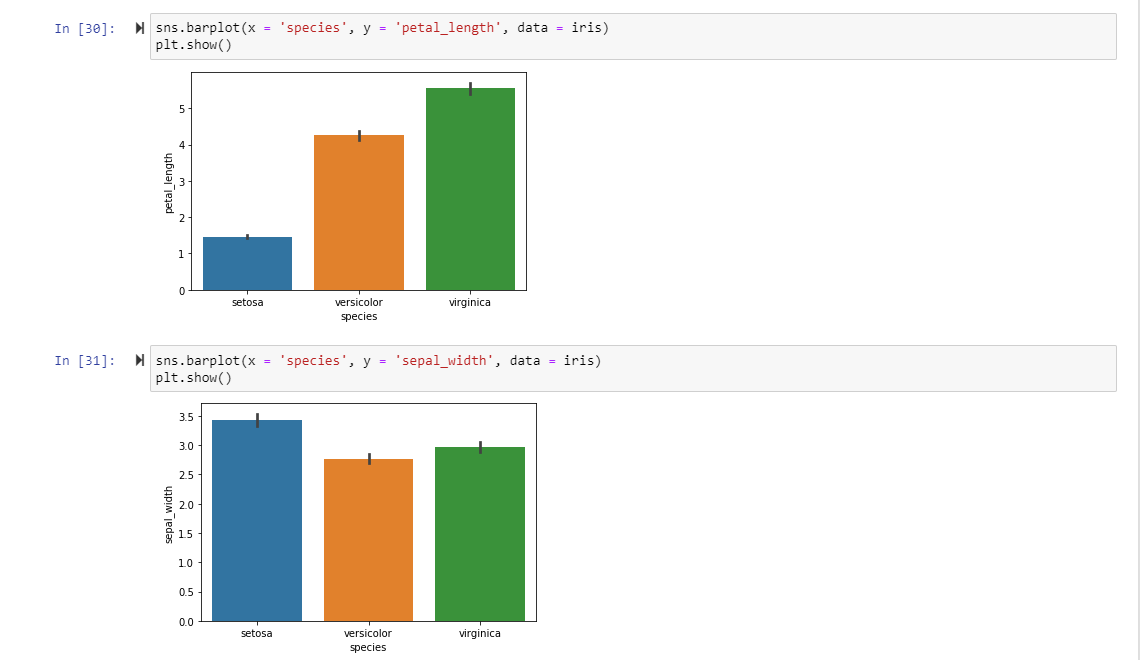 In [30]:
sns.barplot(x = 'species', y = 'petal_length', data = iris)
plt.show()
5
4
3
2
1
0
petal_length
setosa versicolor virginica
species
In [31]:
sns.barplot(x = 'species', y = 'sepal_width', data = iris)
plt.show()
3.5
3.0
2.5
2.0
1.5
1.0
0.5
0.0
sepal_width
setosa versicolor virginica
species